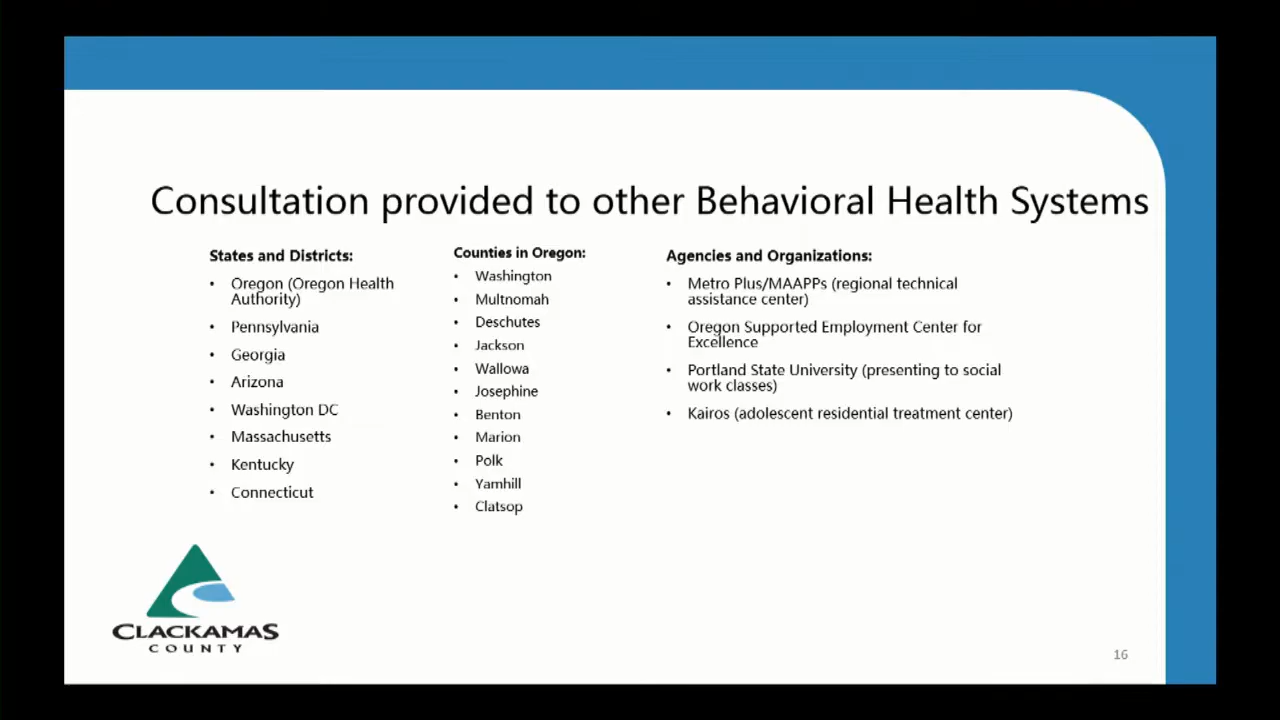 Consultation provided to other Behavioral Health Systems
States and Districts:
• Oregon (Oregon Health
Authority)
• Pennsylvania
• Georgia
• Arizona
• Washington DC
• Massachusetts
• Kentucky
• Connecticut
Counties in Oregon:
• Washington
• Multnomah
• Deschutes
• Jackson
• Wallowa
• Josephine
• Benton
• Marion
• Polk
• Yamhill
• Clatsop
Agencies and Organizations:
• Metro Plus/MAAPPs (regional technical
assistance center)
• Oregon Supported Employment Center for
Excellence
• Portland State University (presenting to social
work classes)
• Kairos (adolescent residential treatment center)
CLACKAMAS
COUNTY
16